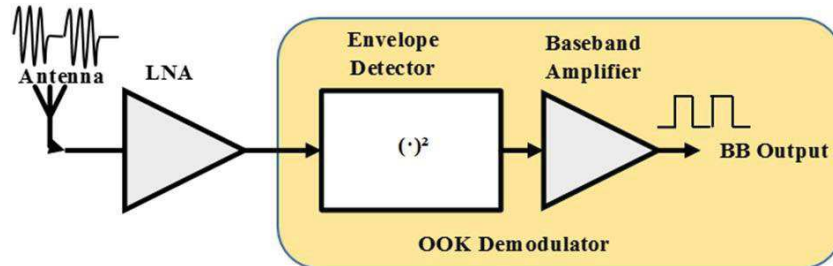 Antenna
LNA
Envelope
Detector
(·)²
Baseband
Amplifier
BB Output
OOK Demodulator